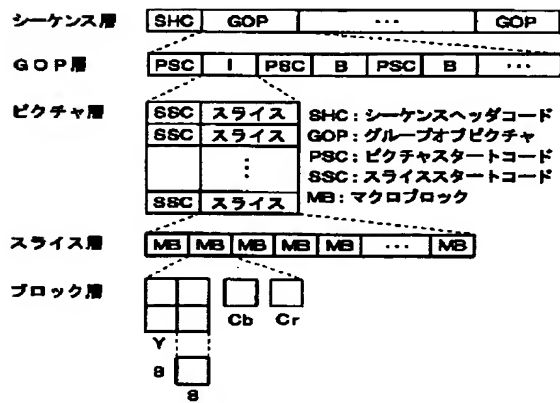 シーケンス層 SHC GOP ··· GOP
GOP層 PSC I PSC B PSC B ···
ピクチャ層 SSC スライス
SSC スライス
⋮
SSC スライス
SHC：シーケンスヘッダコード
GOP：グループオブピクチャ
PSC：ピクチャスタートコード
SSC：スライススタートコード
MB：マクロブロック
スライス層 MB MB MB MB MB ··· MB
ブロック層
Cb Cr
Y
8
8